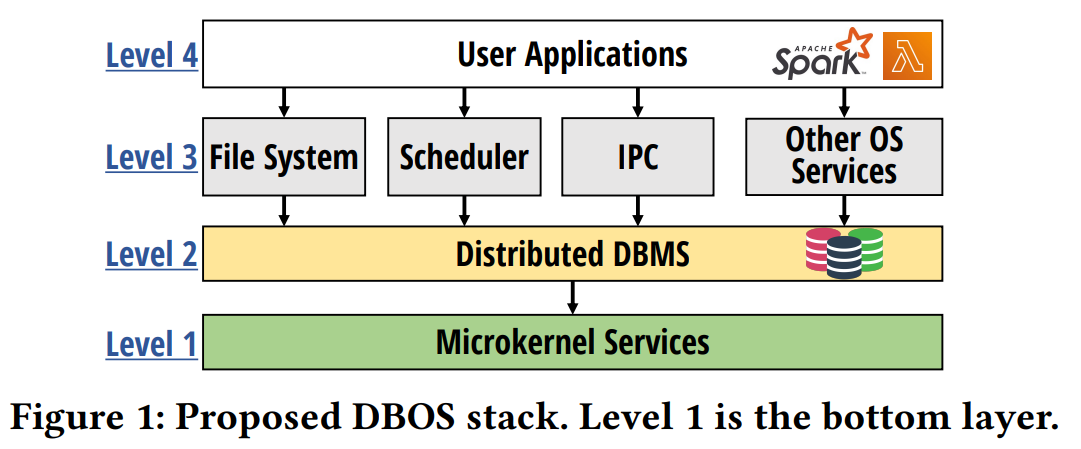 Level 4
User Applications
APACHE
Spark
λ
Level 3
File System
Scheduler
IPC
Other OS
Services
Level 2
Distributed DBMS
Level 1
Microkernel Services
Figure 1: Proposed DBOS stack. Level 1 is the bottom layer.